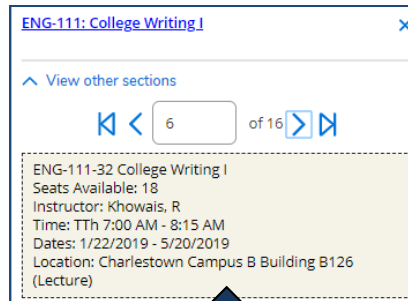 ENG-111: College Writing I
View other sections
6 of 16
ENG-111-32 College Writing I
Seats Available: 18
Instructor: Khowais, R
Time: TTh 7:00 AM - 8:15 AM
Dates: 1/22/2019 - 5/20/2019
Location: Charlestown Campus B Building B126
(Lecture)